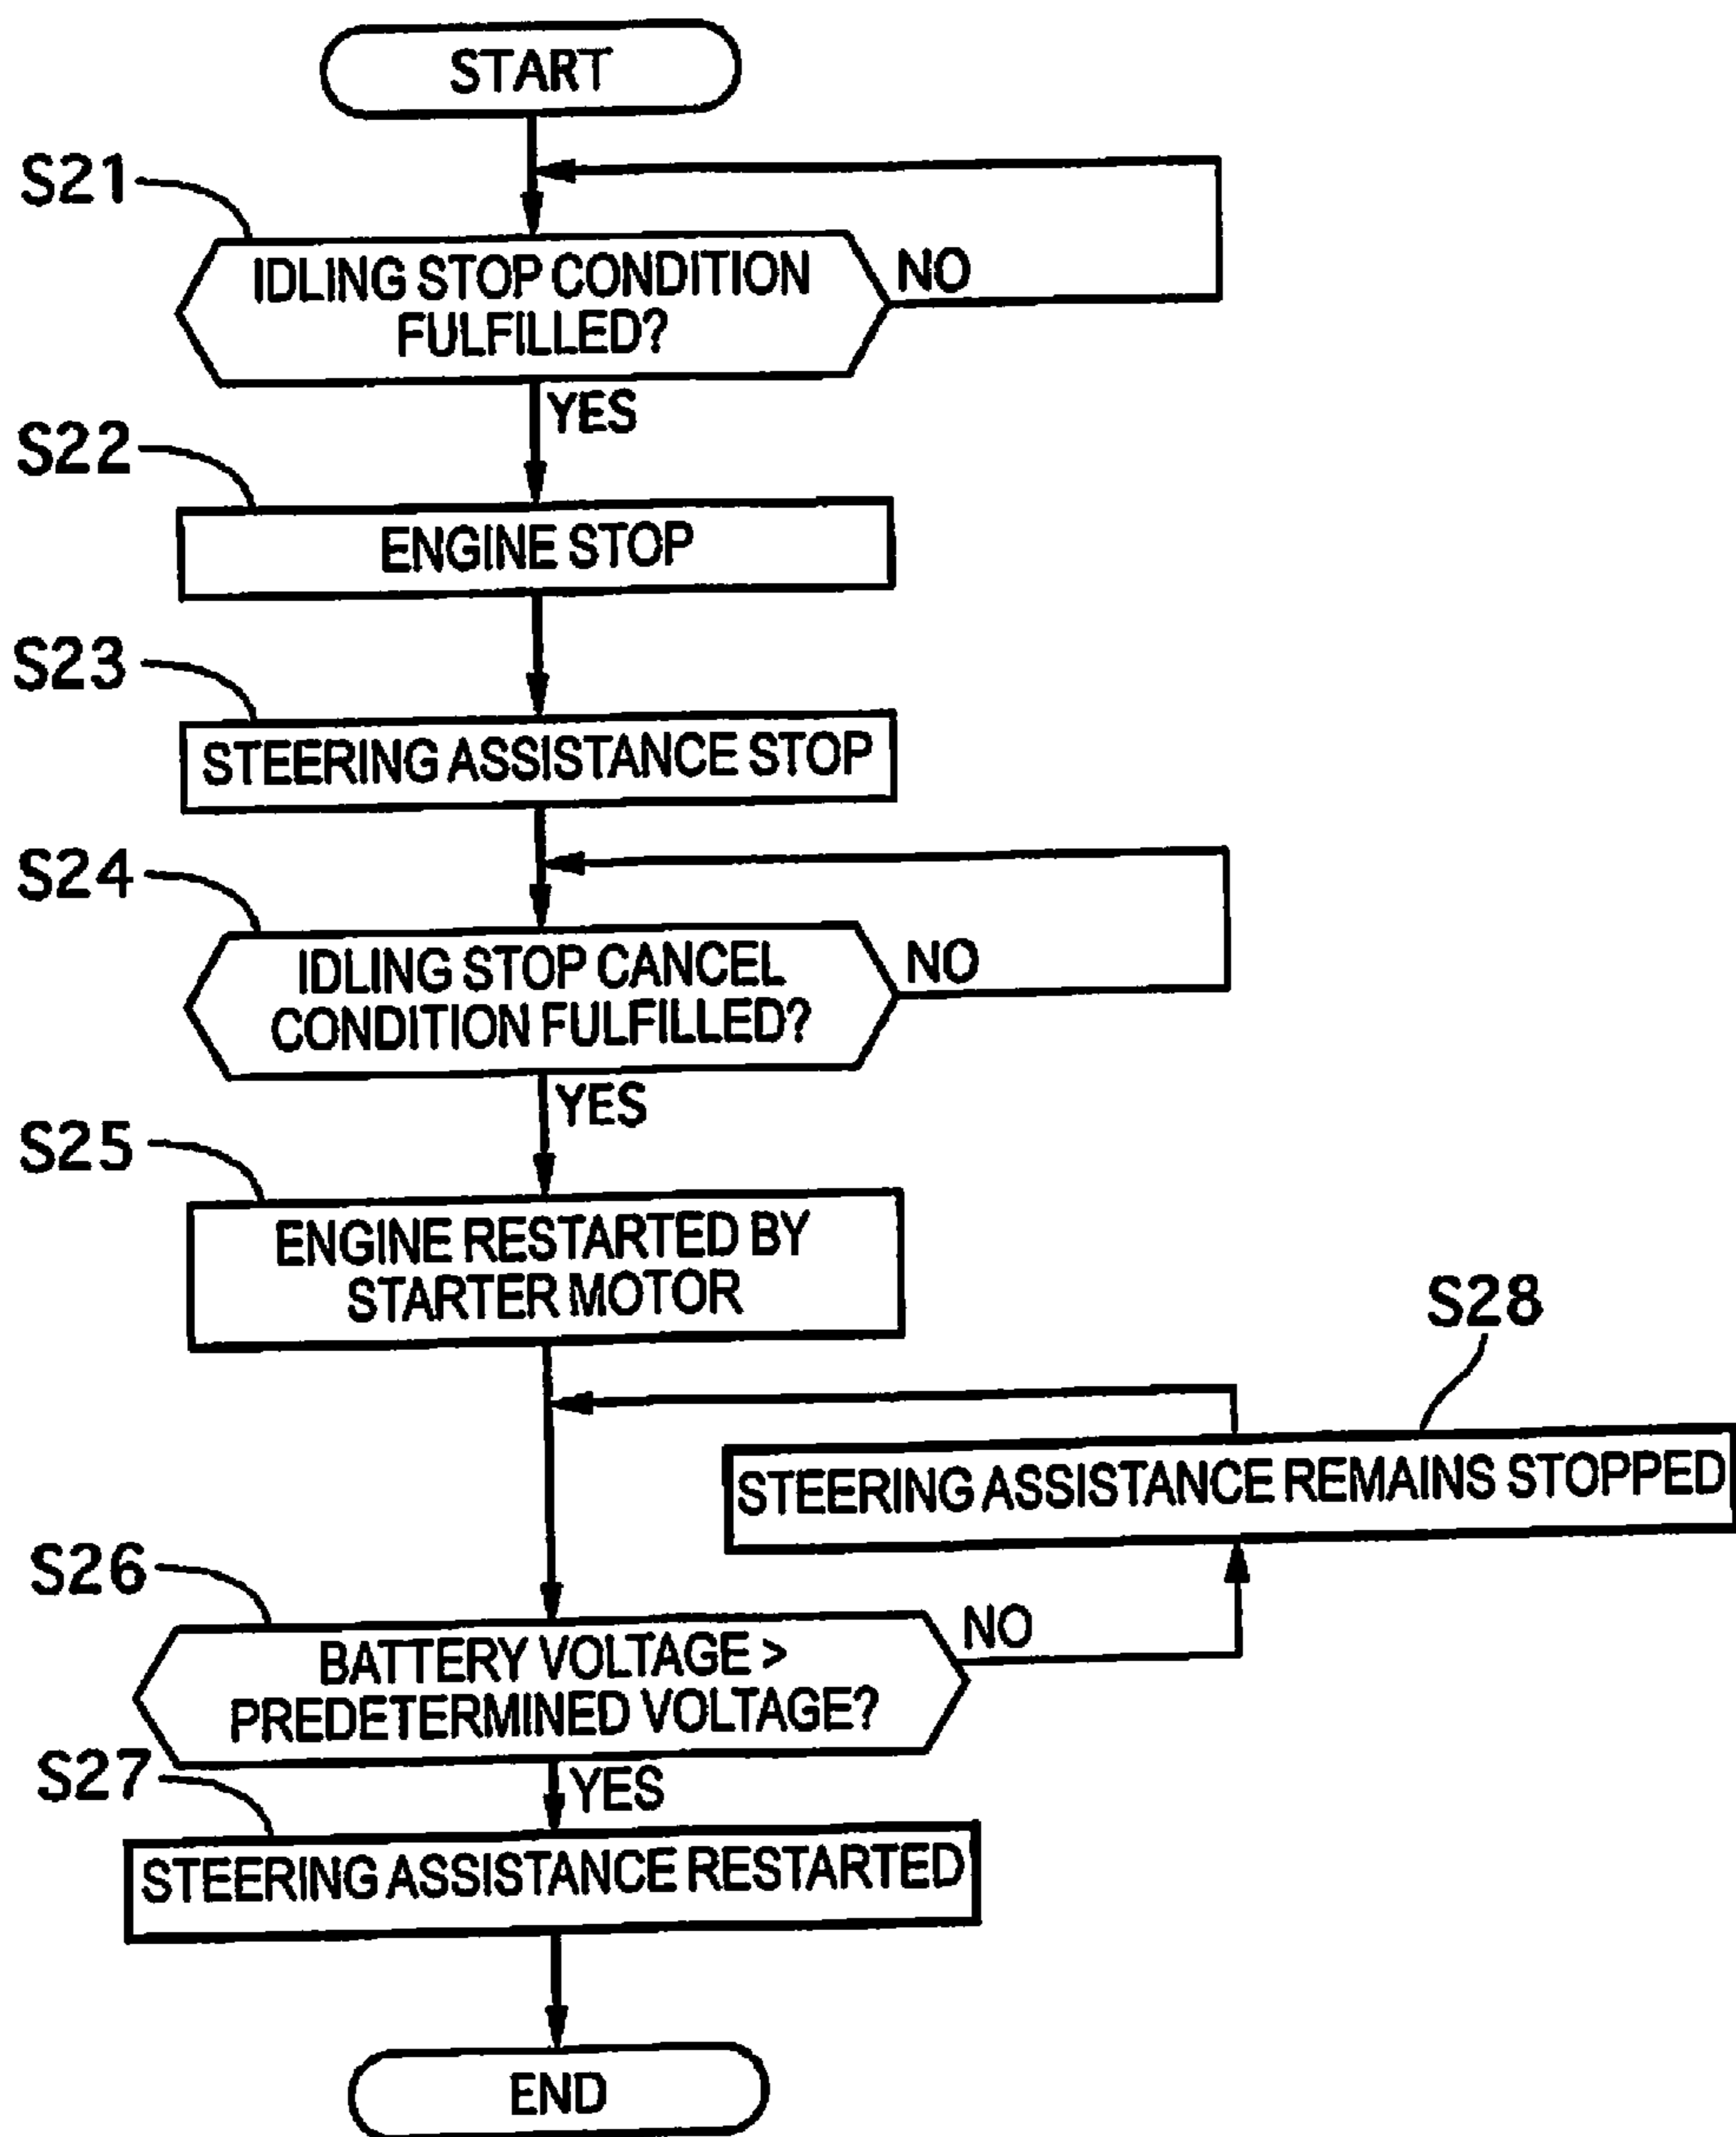 START
S21
IDLING STOP CONDITION
FULFILLED?
NO
YES
S22
ENGINE STOP
S23
STEERING ASSISTANCE STOP
S24
IDLING STOP CANCEL
CONDITION FULFILLED?
NO
YES
S25
ENGINE RESTARTED BY
STARTER MOTOR
S28
STEERING ASSISTANCE REMAINS STOPPED
S26
BATTERY VOLTAGE >
PREDETERMINED VOLTAGE?
NO
YES
S27
STEERING ASSISTANCE RESTARTED
END